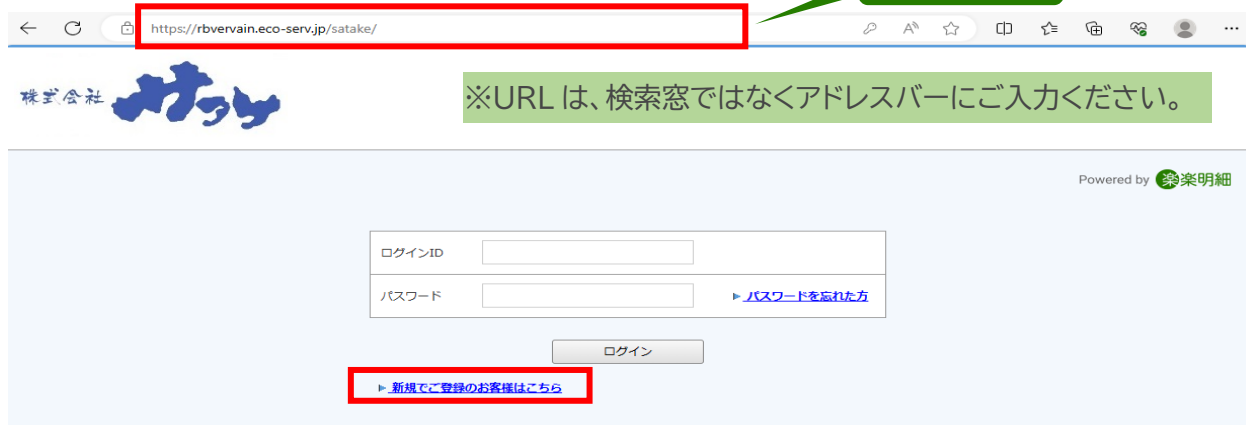 https://rbvervain.eco-serv.jp/satake/
株式会社 サタケ
※URL は、検索窓ではなくアドレスバーにご入力ください。
Powered by 楽楽明細
ログインID
パスワード
▶ パスワードを忘れた方
ログイン
▶ 新規でご登録のお客様はこちら